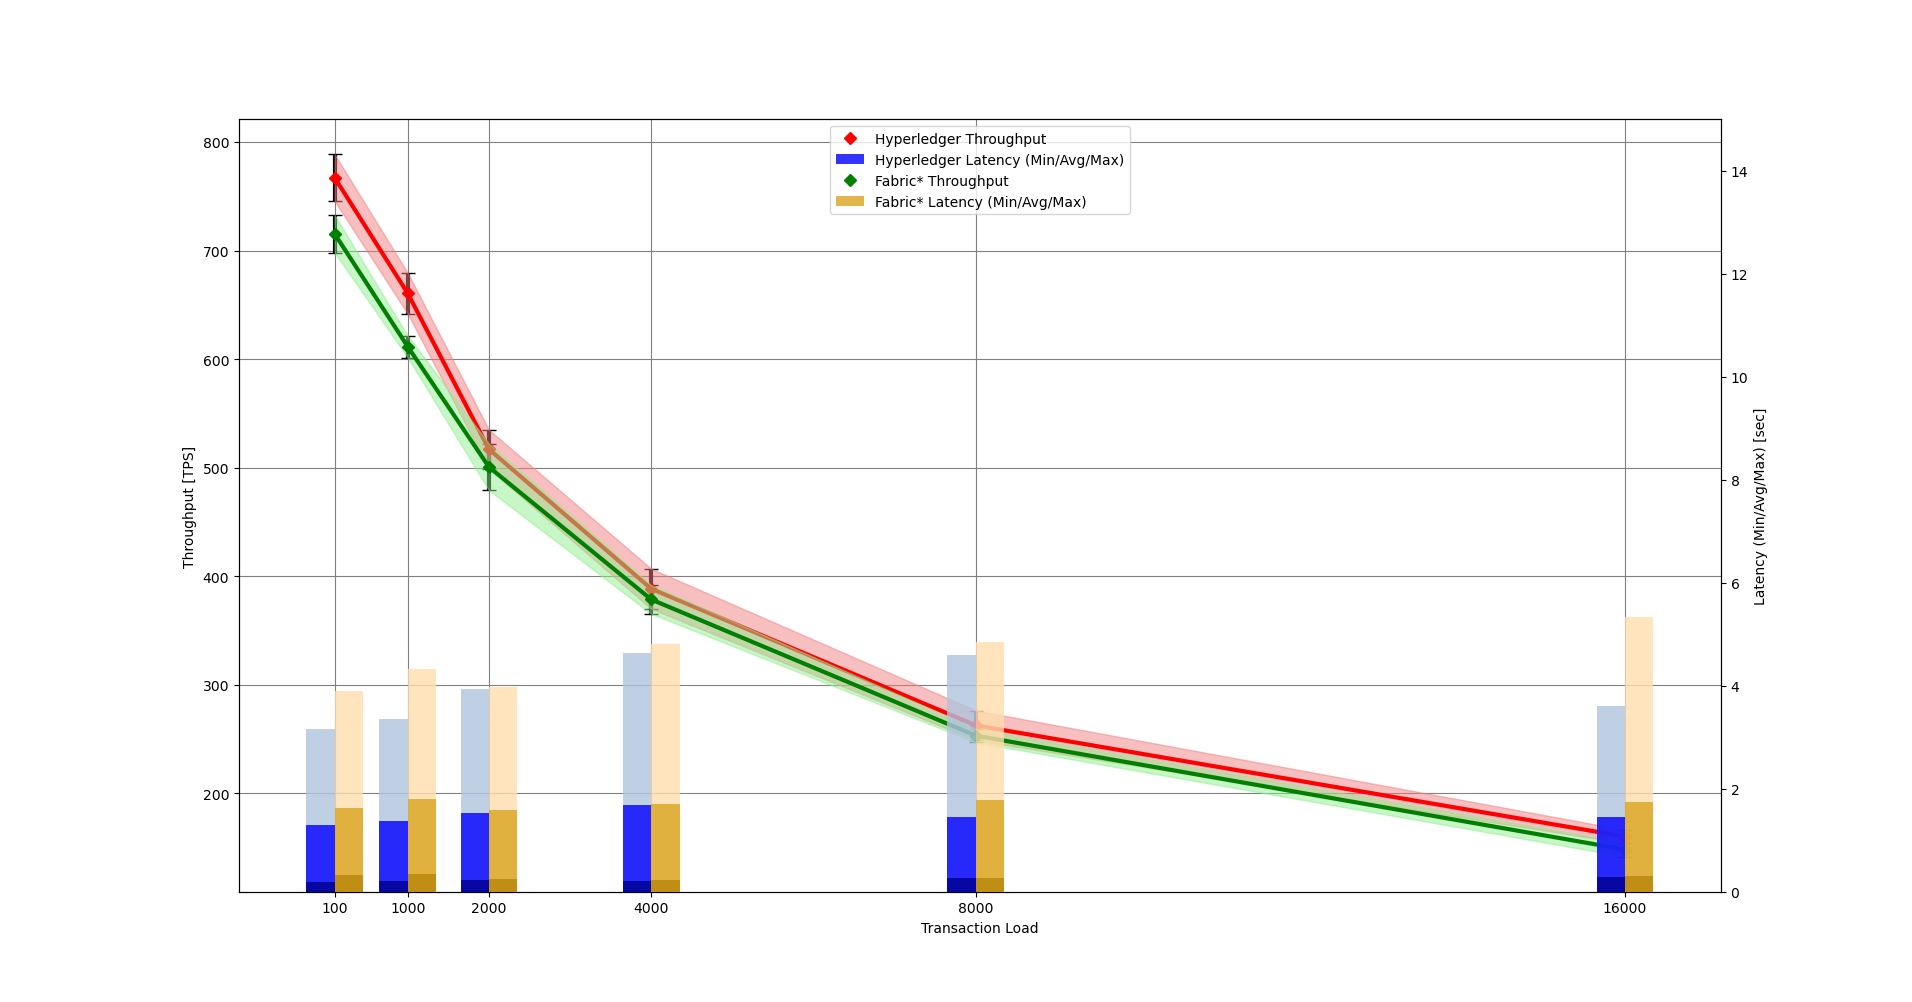 Hyperledger Throughput
Hyperledger Latency (Min/Avg/Max)
Fabric* Throughput
Fabric* Latency (Min/Avg/Max)
800
700
600
500
400
300
200
Throughput [TPS]
14
12
10
8
6
4
2
0
Latency (Min/Avg/Max) [sec]
100 1000 2000 4000 8000 16000
Transaction Load